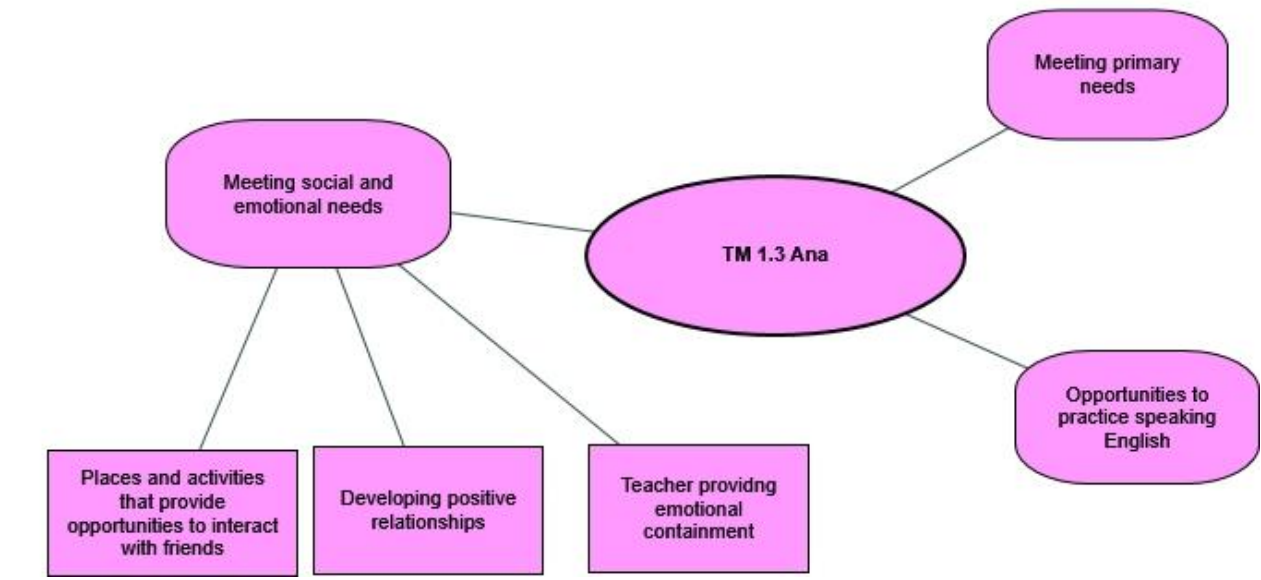 Meeting primary
needs
Meeting social and
emotional needs
TM 1.3 Ana
Opportunities to
practice speaking
English
Places and activities
that provide
opportunities to interact
with friends
Developing positive
relationships
Teacher providng
emotional
containment